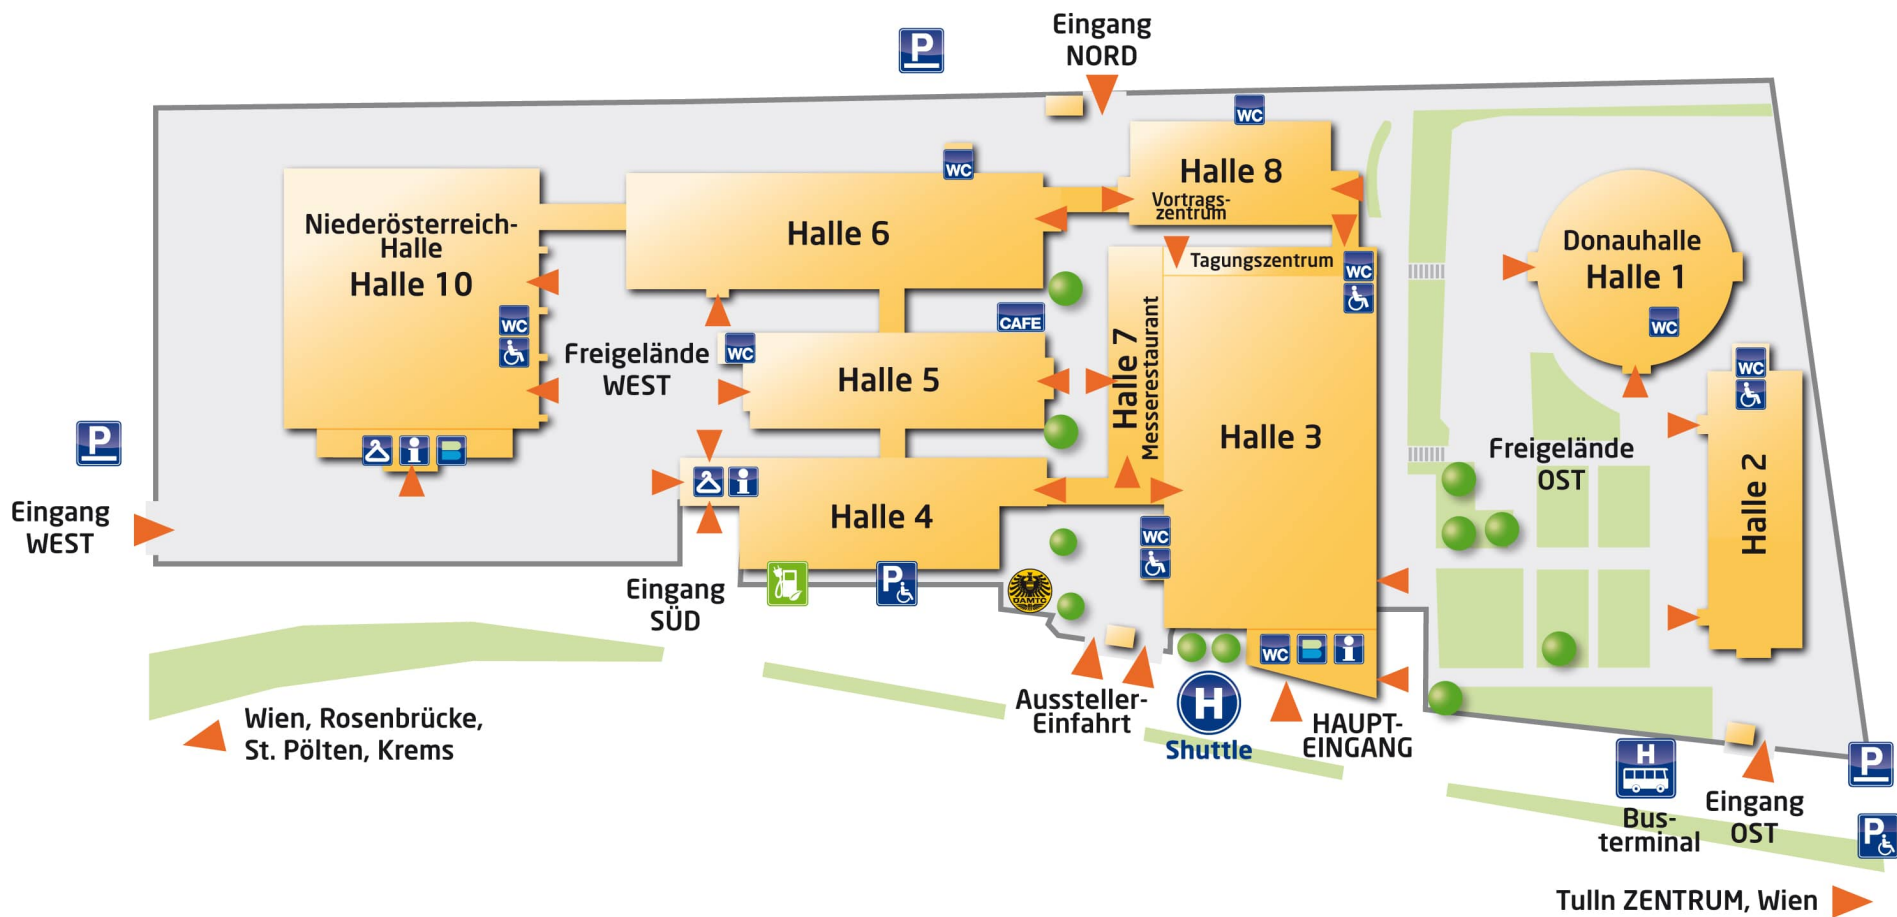 Eingang
NORD
P
WC
WC
Halle 8
Vortrags-
zentrum
Niederösterreich-
Halle
Halle 10
Halle 6
Tagungszentrum
WC
Donauhalle
Halle 1
WC
WC
CAFE
Freigelände
WEST
WC
Halle 5
Halle 7
Messerestaurant
Halle 3
WC
Halle 2
Freigelände
OST
P
i
B
i
Halle 4
Eingang
WEST
WC
Eingang
SÜD
P
ÖAMTC
WC
B
i
Aussteller-
Einfahrt
H
Shuttle
HAUPT-
EINGANG
Wien, Rosenbrücke,
St. Pölten, Krems
H
Bus-
terminal
Eingang
OST
P
P
Tulln ZENTRUM, Wien